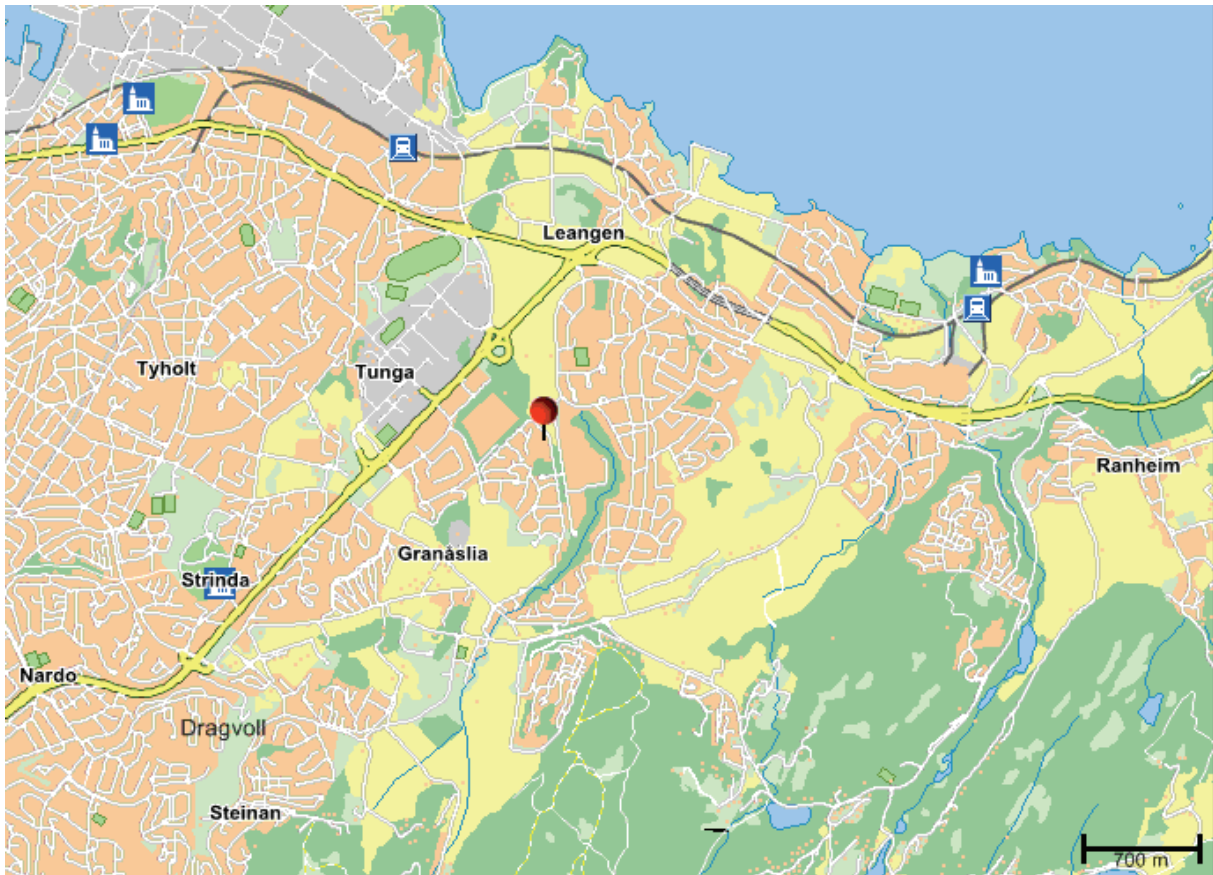 Leangen
Tyholt
Tunga
Ranheim
Granåslia
Strinda
Nardo
Dragvoll
Steinan
700 m